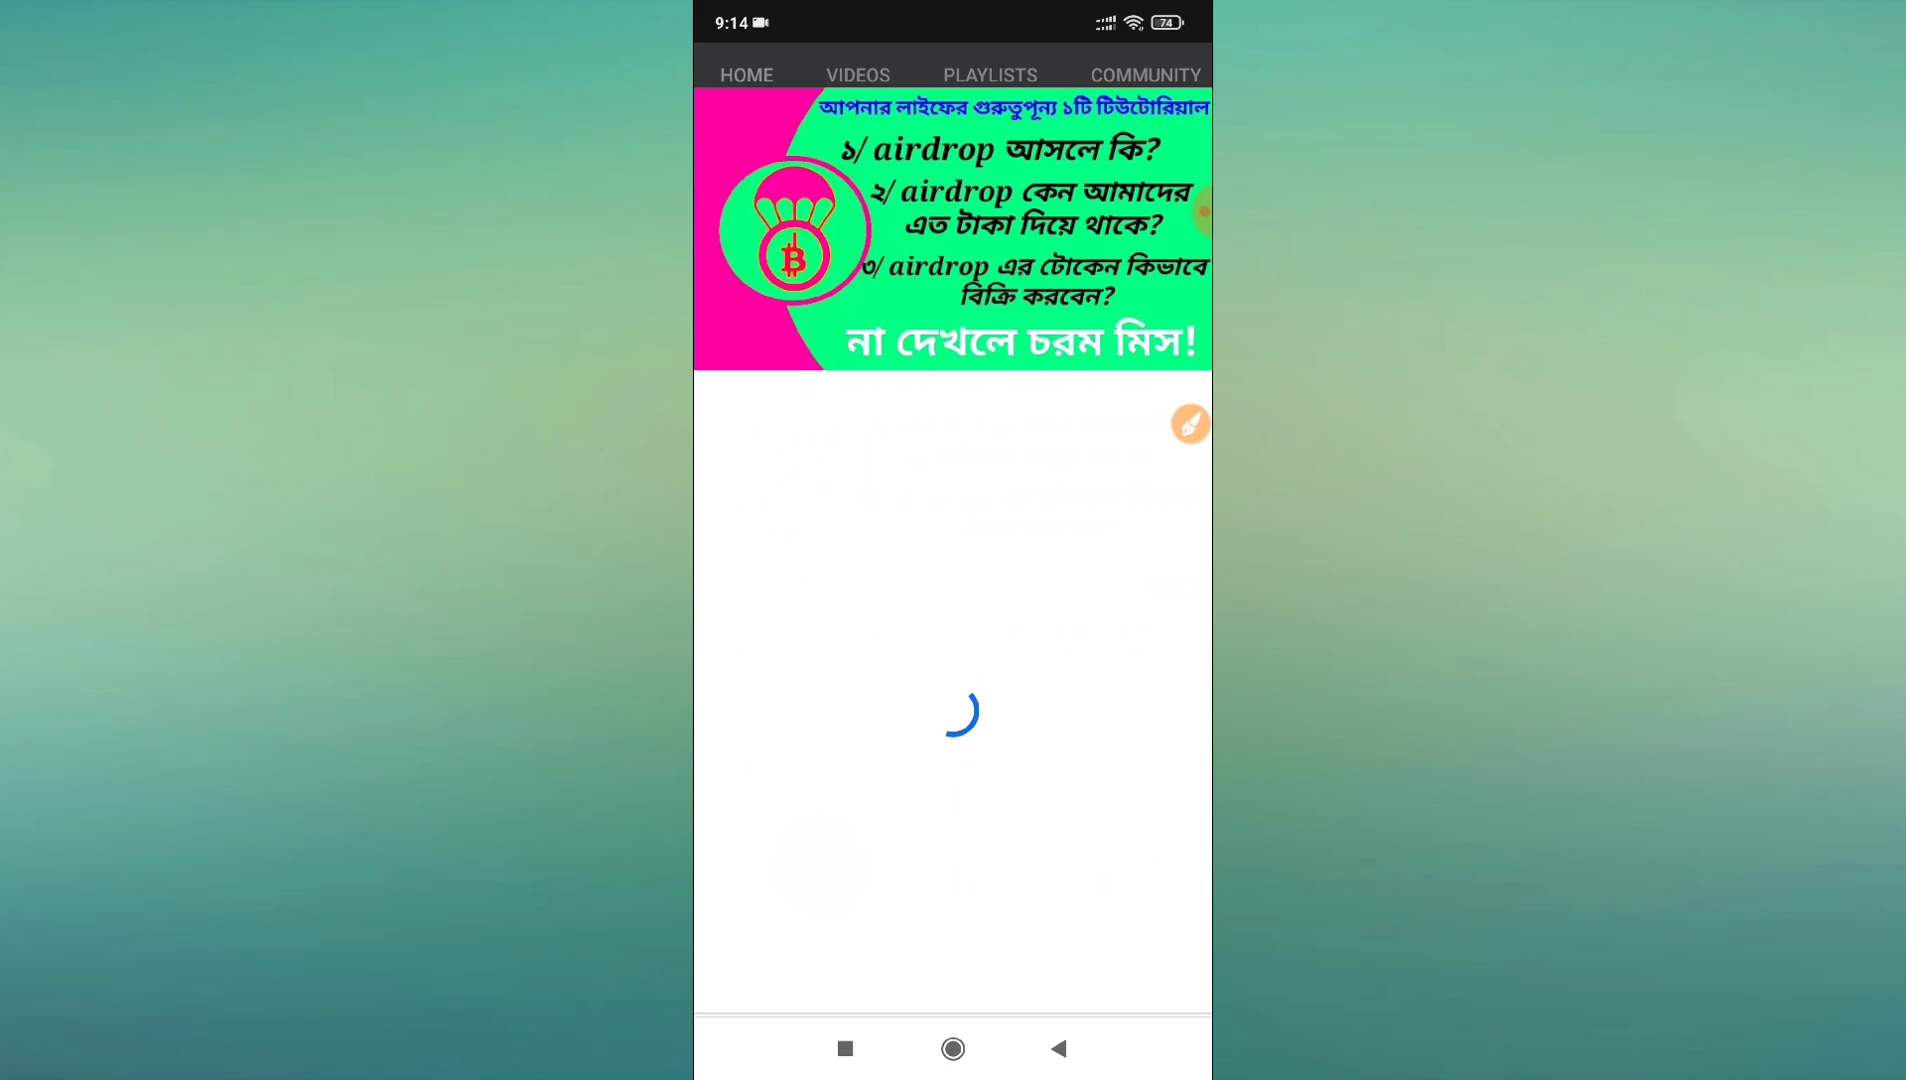 9:14
74
HOME VIDEOS PLAYLISTS COMMUNITY
আপনার লাইফের গুরুতুপূন্য ১টি টিউটোরিয়াল
১/ airdrop আসলে কি?
২/ airdrop কেন আমাদের
এত টাকা দিয়ে থাকে?
৩/ airdrop এর টোকেন কিভাবে
বিক্রি করবেন?
না দেখলে চরম মিস!